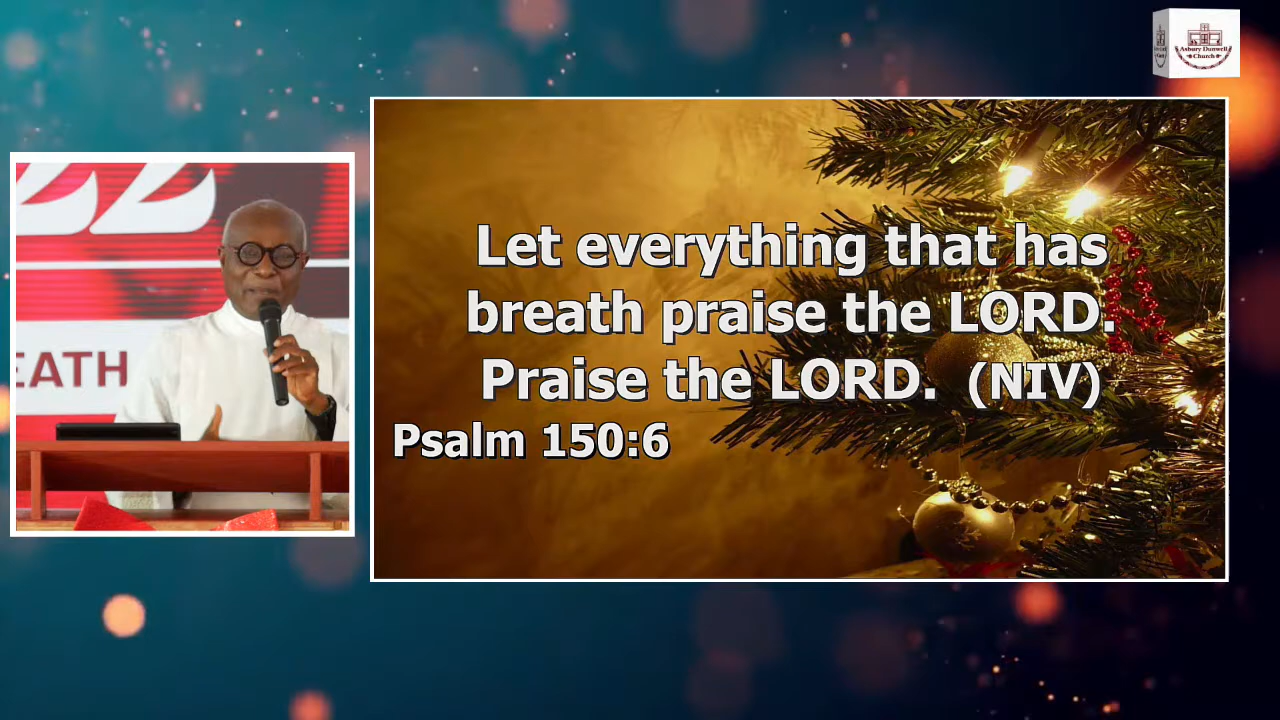 Asbury Dunwell
Church
22
EATH
Let everything that has
breath praise the LORD.
Praise the LORD. (NIV)
Psalm 150:6